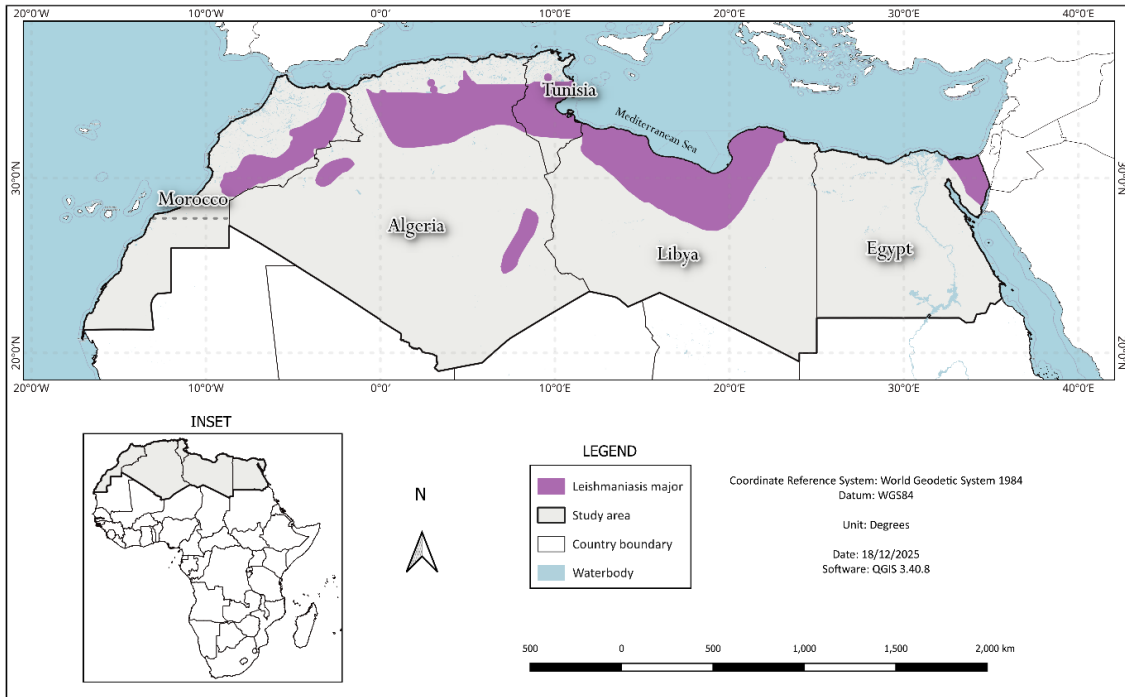 20°0'W 10°0'W 0°0' 10°0'E 20°0'E 30°0'E 40°0'E
30°0'N
20°0'N
Tunisia
Mediterranean Sea
Morocco
Algeria
Libya
Egypt
30°0'N
20°0'N
20°0'W 10°0'W 0°0' 10°0'E 20°0'E 30°0'E 40°0'E
INSET
N
LEGEND
Leishmaniasis major
Study area
Country boundary
Waterbody
Coordinate Reference System: World Geodetic System 1984
Datum: WGS84
Unit: Degrees
Date: 18/12/2025
Software: QGIS 3.40.8
500 0 500 1,000 1,500 2,000 km